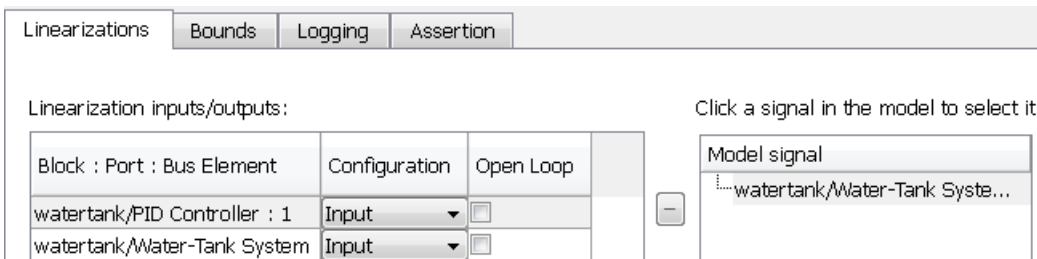 Linearizations Bounds Logging Assertion
Linearization inputs/outputs: Click a signal in the model to select it
Block : Port : Bus Element Configuration Open Loop Model signal
watertank/Water-Tank Syste...
watertank/PID Controller : 1 Input
watertank/Water-Tank System Input